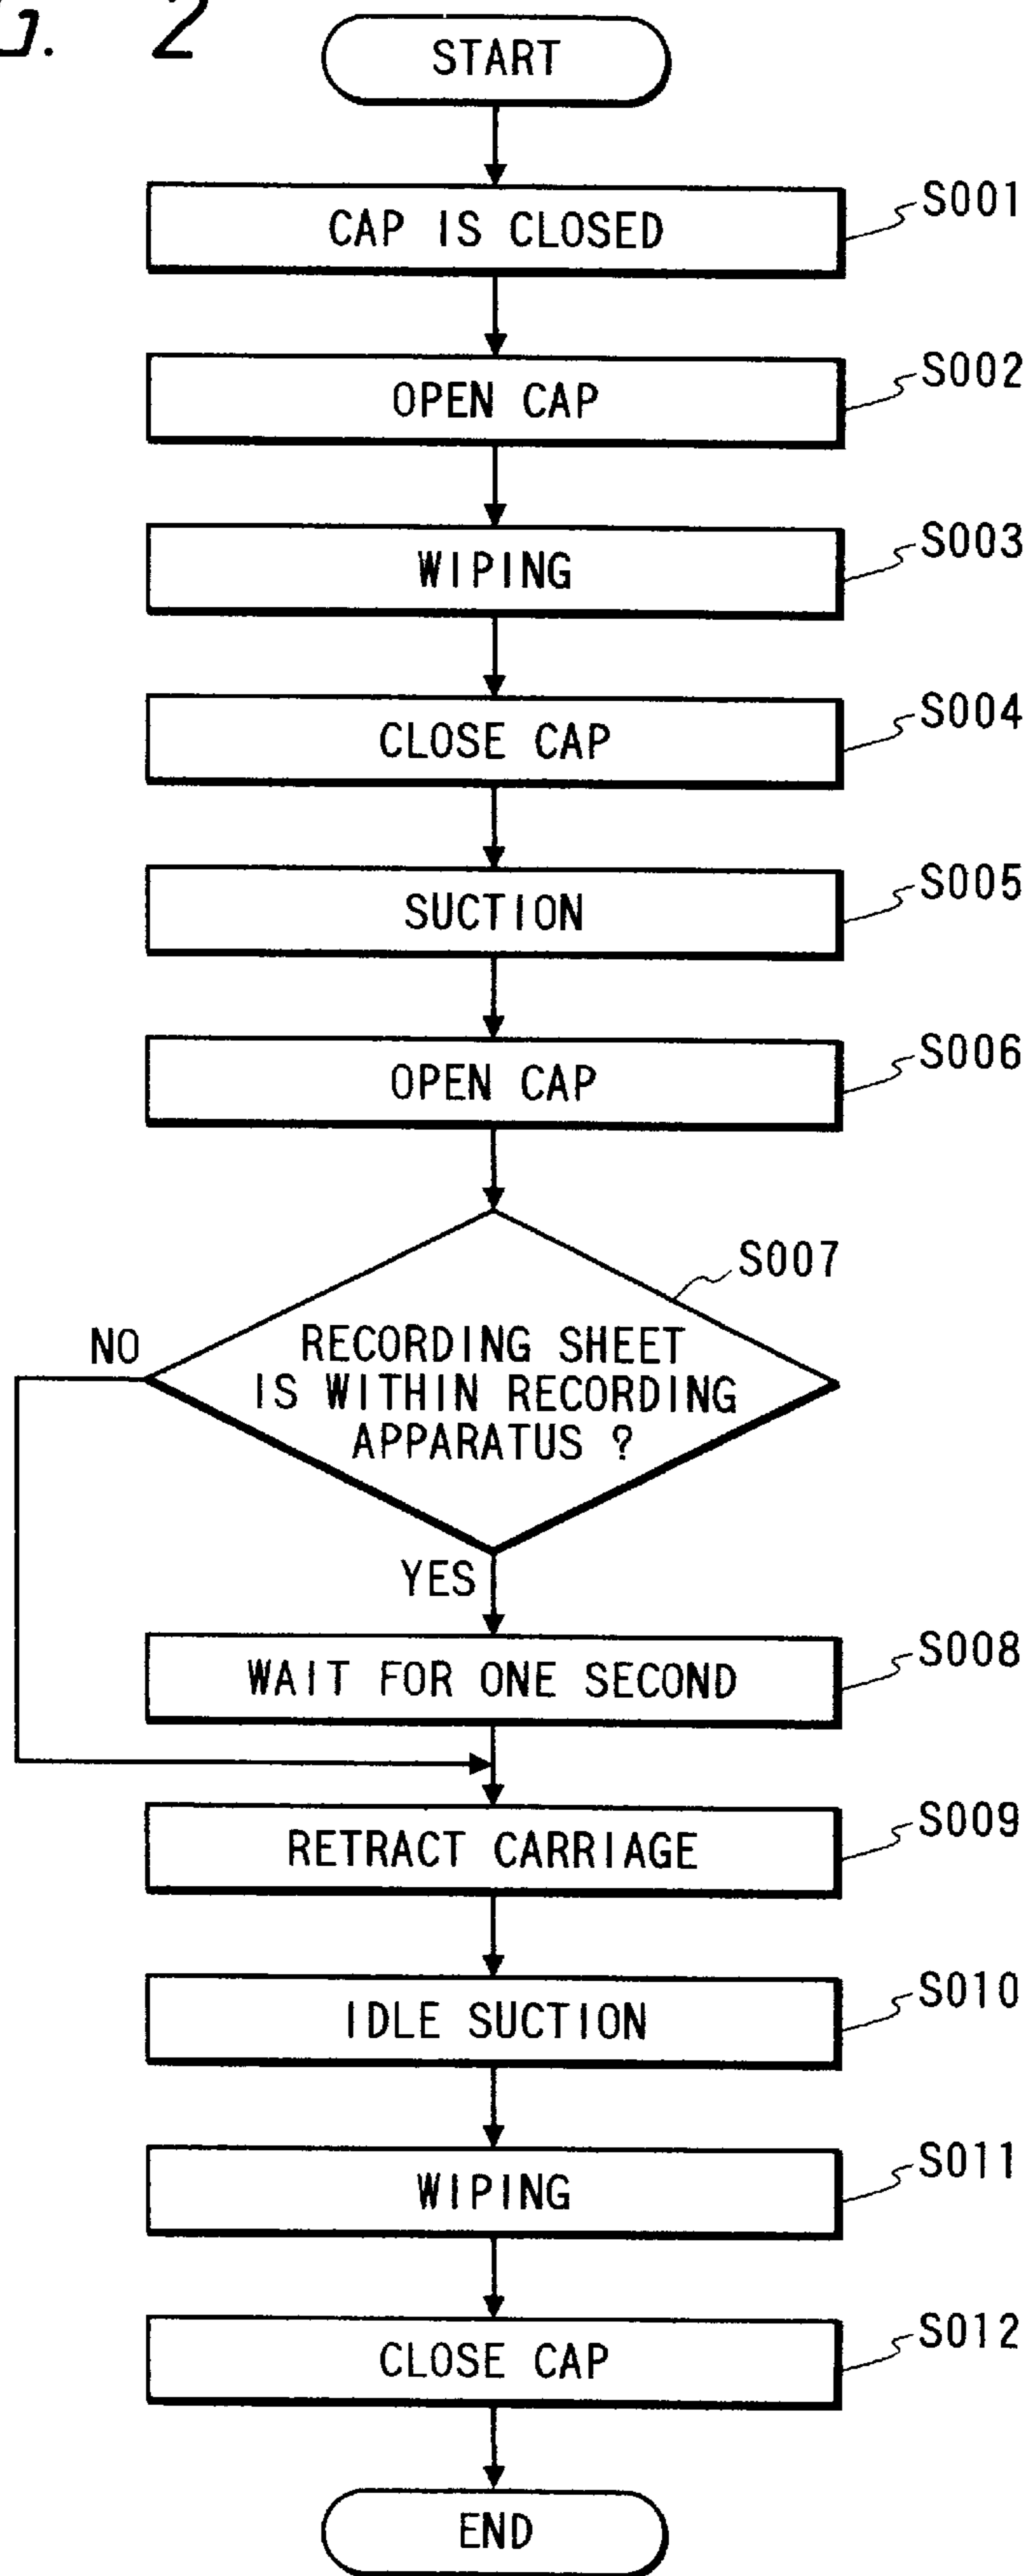 G. 2
START
CAP IS CLOSED
S001
OPEN CAP
S002
WIPING
S003
CLOSE CAP
S004
SUCTION
S005
OPEN CAP
S006
S007
NO
RECORDING SHEET
IS WITHIN RECORDING
APPARATUS ?
YES
WAIT FOR ONE SECOND
S008
RETRACT CARRIAGE
S009
IDLE SUCTION
S010
WIPING
S011
CLOSE CAP
S012
END